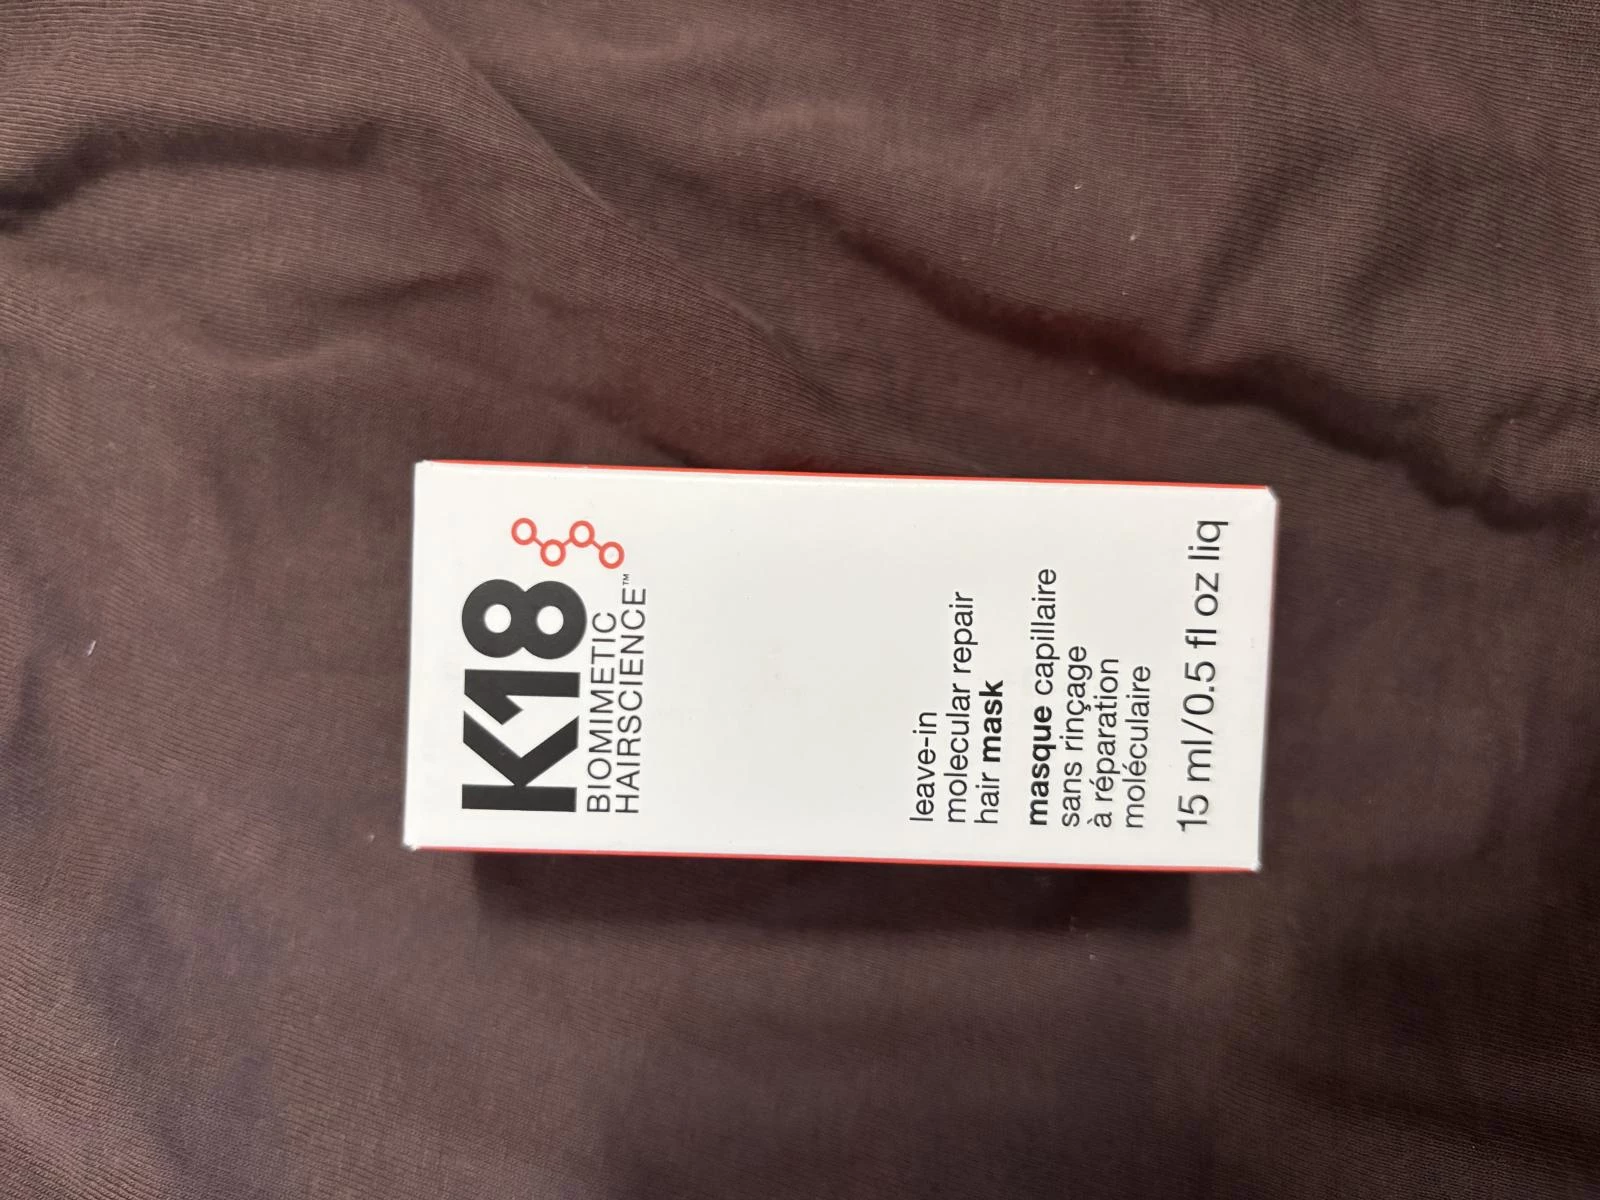 K18
BIOMIMETIC
HAIRSCIENCE™
leave-in
molecular repair
hair mask
masque capillaire
sans rinçage
à réparation
moléculaire
15 ml/0.5 fl oz liq